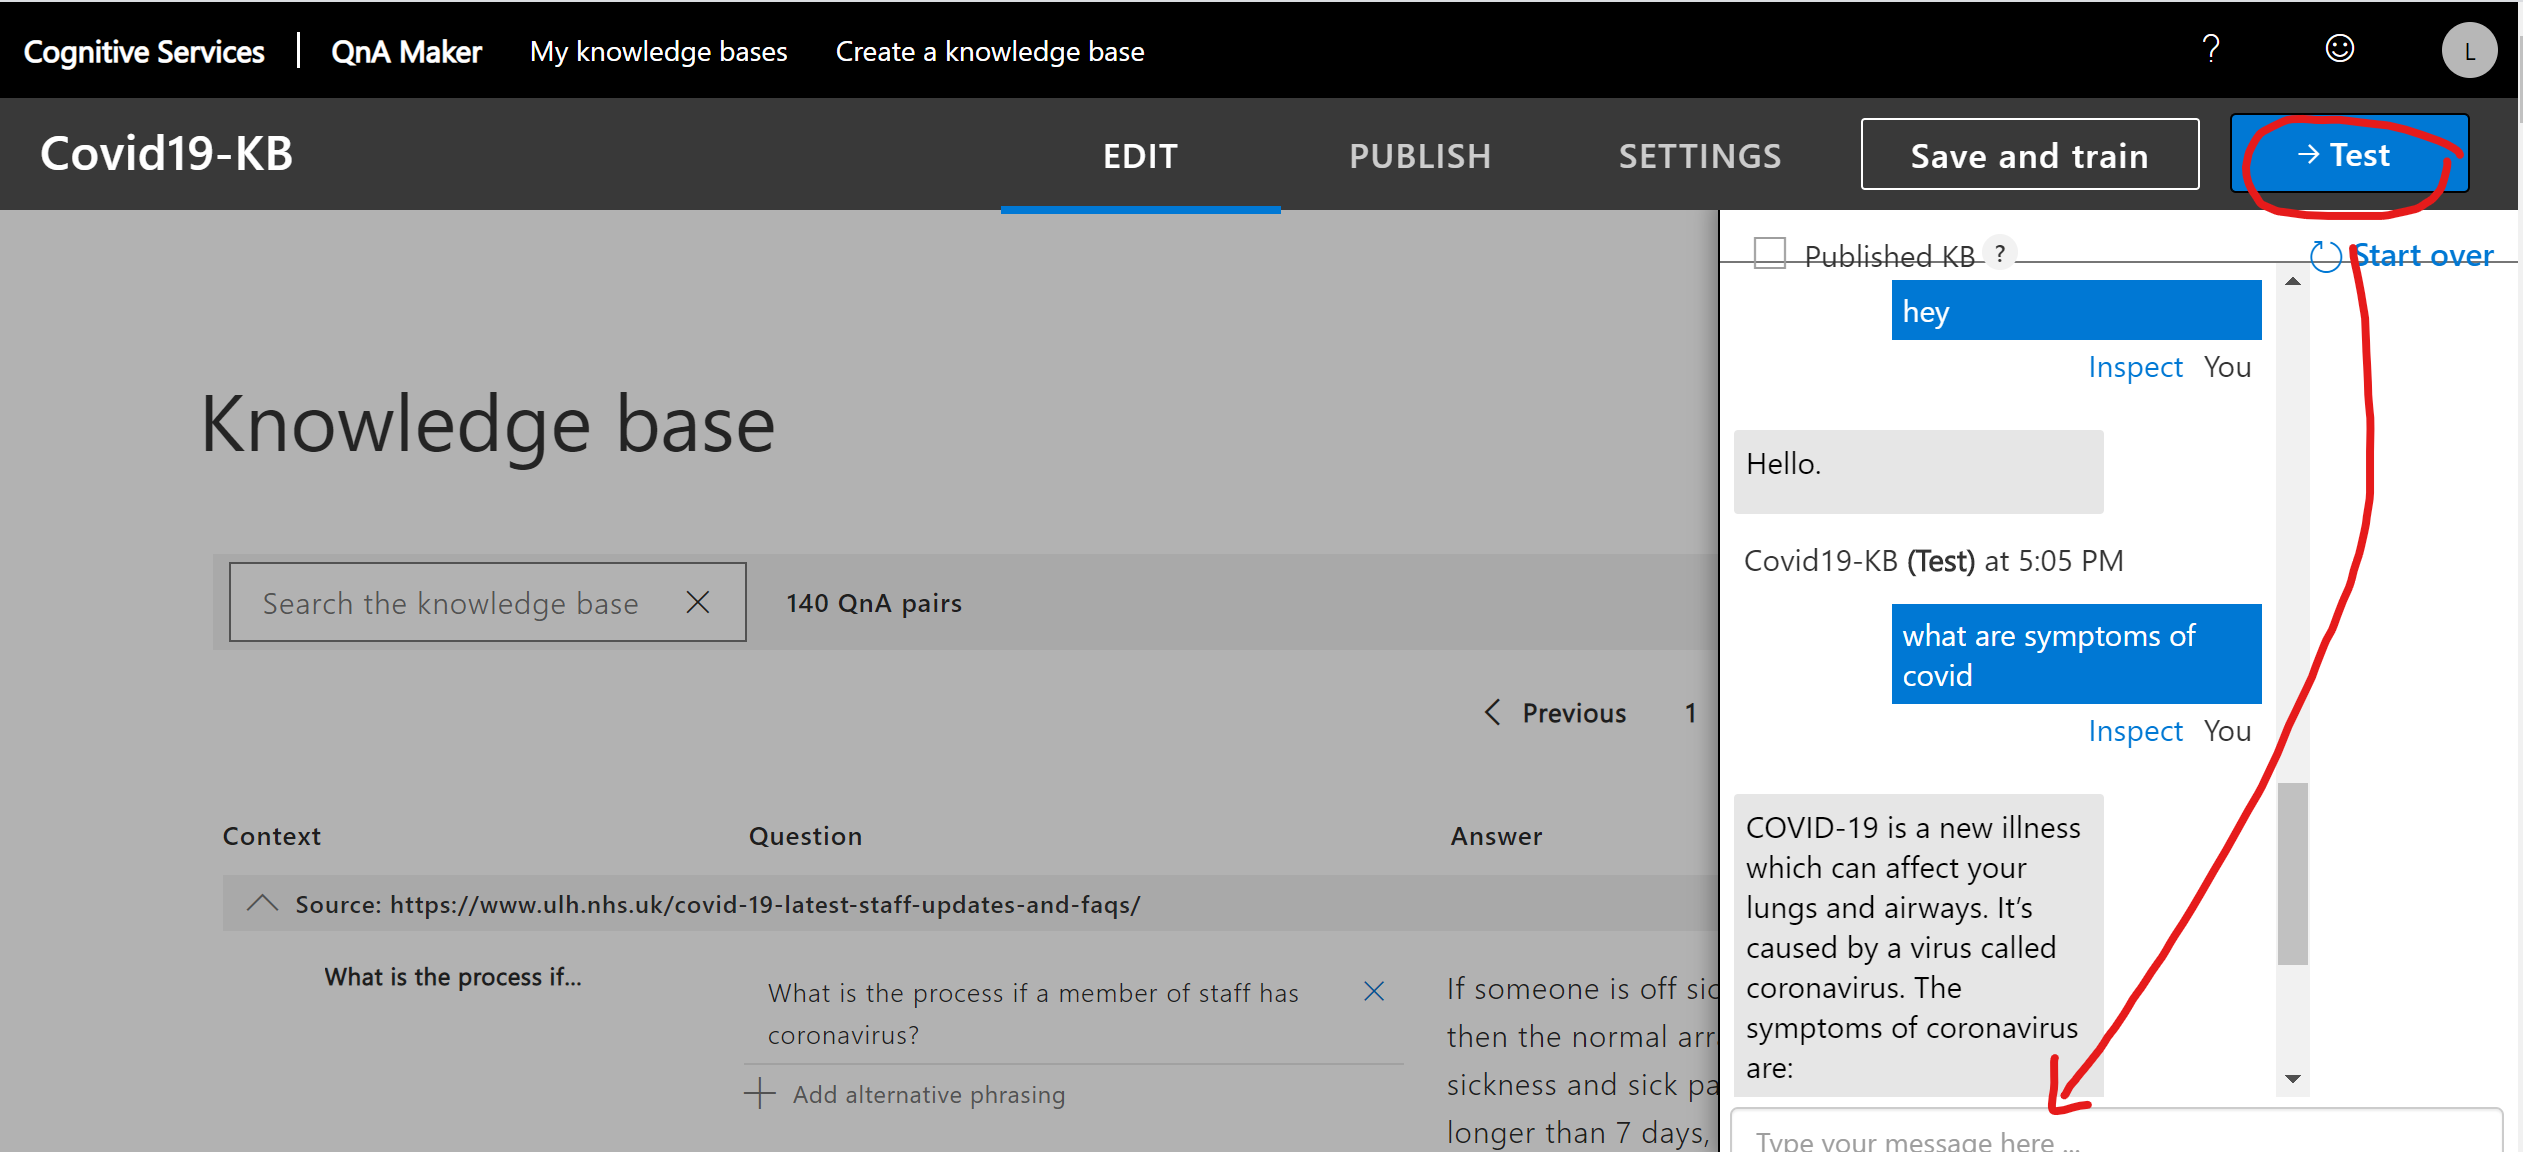 Cognitive Services | QnA Maker My knowledge bases Create a knowledge base ? L
Covid19-KB EDIT PUBLISH SETTINGS Save and train → Test
Published KB ? Start over
hey
Inspect You
Hello.
Covid19-KB (Test) at 5:05 PM
what are symptoms of
covid
Inspect You
COVID-19 is a new illness
which can affect your
lungs and airways. It’s
caused by a virus called
coronavirus. The
symptoms of coronavirus
are:
Type your message here ...
Knowledge base
Search the knowledge base 140 QnA pairs
Previous 1
Context Question Answer
Source: https://www.ulh.nhs.uk/covid-19-latest-staff-updates-and-faqs/
What is the process if...
What is the process if a member of staff has
coronavirus?
Add alternative phrasing
If someone is off sic
then the normal arr
sickness and sick pa
longer than 7 days,